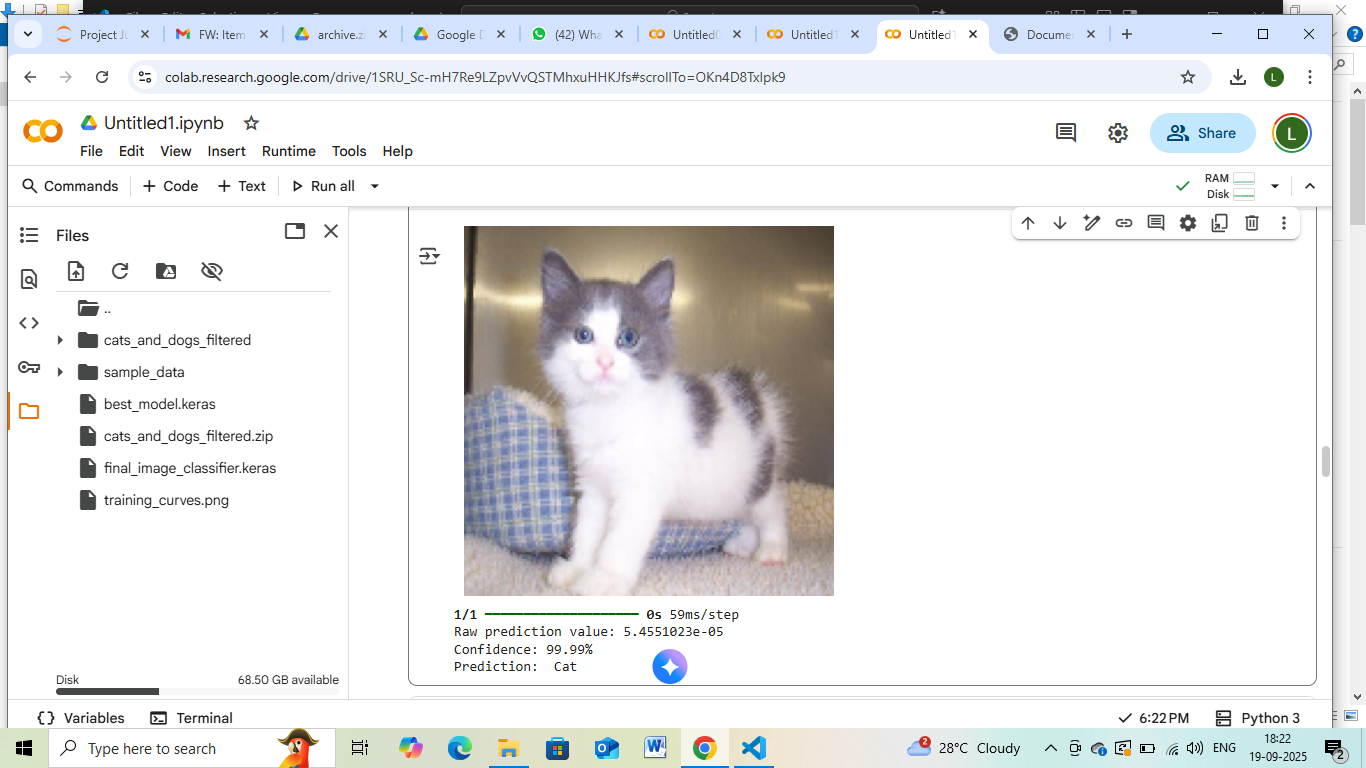 Project Ju
FW: Item
archive.zi
Google D
(42) Wha
Untitled0
Untitled1
Untitled1
Docume
colab.research.google.com/drive/1SRU_Sc-mH7Re9LZpvVvQSTMhxuHHKJfs#scrollTo=OKn4D8TxIpk9
L
CO
Untitled1.ipynb
Share
L
File Edit View Insert Runtime Tools Help
Commands + Code + Text Run all
RAM
Disk
Files
..
cats_and_dogs_filtered
sample_data
best_model.keras
cats_and_dogs_filtered.zip
final_image_classifier.keras
training_curves.png
Disk 68.50 GB available
1/1 ━━━━━━━━━━━━━━━━━━━━ 0s 59ms/step
Raw prediction value: 5.4551023e-05
Confidence: 99.99%
Prediction: Cat
Variables Terminal
6:22 PM Python 3
Type here to search
2
28°C Cloudy
ENG
18:22
19-09-2025
2